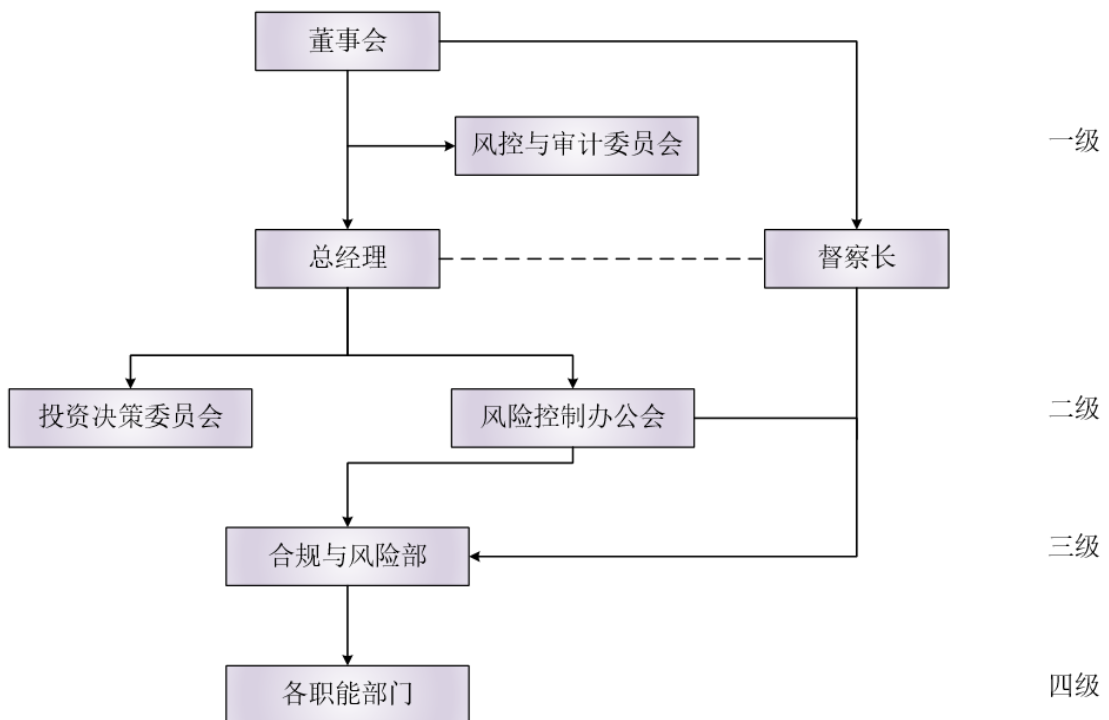 董事会
风控与审计委员会
一级
总经理
督察长
投资决策委员会
风险控制办公会
二级
合规与风险部
三级
各职能部门
四级